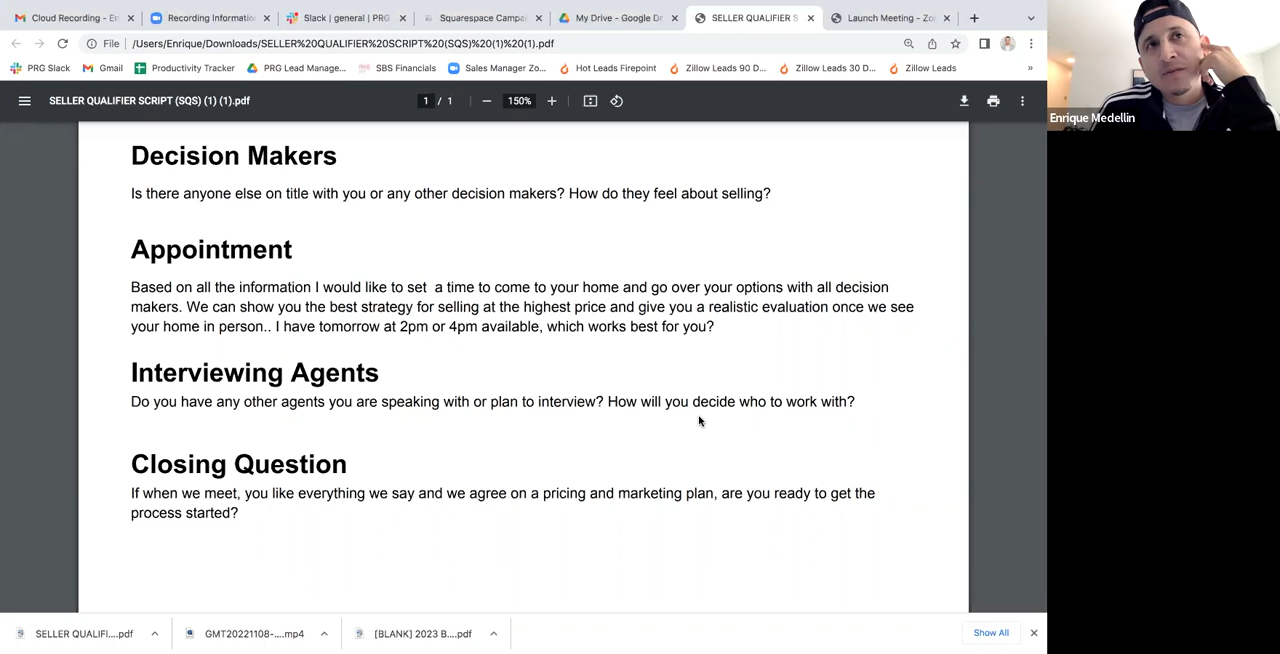 Cloud Recording - En
Recording Informatio
Slack | general | PRG
Squarespace Campa
My Drive - Google Dr
SELLER QUALIFIER S
Launch Meeting - Zoo
File
/Users/Enrique/Downloads/SELLER%20QUALIFIER%20SCRIPT%20(SQS)%20(1)%20(1).pdf
PRG Slack
Gmail
Productivity Tracker
PRG Lead Manage...
SBS Financials
Sales Manager Zo...
Hot Leads Firepoint
Zillow Leads 90 D...
Zillow Leads 30 D...
Zillow Leads
»
SELLER QUALIFIER SCRIPT (SQS) (1) (1).pdf
1 / 1
150%
Decision Makers
Is there anyone else on title with you or any other decision makers? How do they feel about selling?
Appointment
Based on all the information I would like to set  a time to come to your home and go over your options with all decision
makers. We can show you the best strategy for selling at the highest price and give you a realistic evaluation once we see
your home in person.. I have tomorrow at 2pm or 4pm available, which works best for you?
Interviewing Agents
Do you have any other agents you are speaking with or plan to interview? How will you decide who to work with?
Closing Question
If when we meet, you like everything we say and we agree on a pricing and marketing plan, are you ready to get the
process started?
SELLER QUALIFI....pdf
GMT20221108-....mp4
[BLANK] 2023 B....pdf
Show All
Enrique Medellin